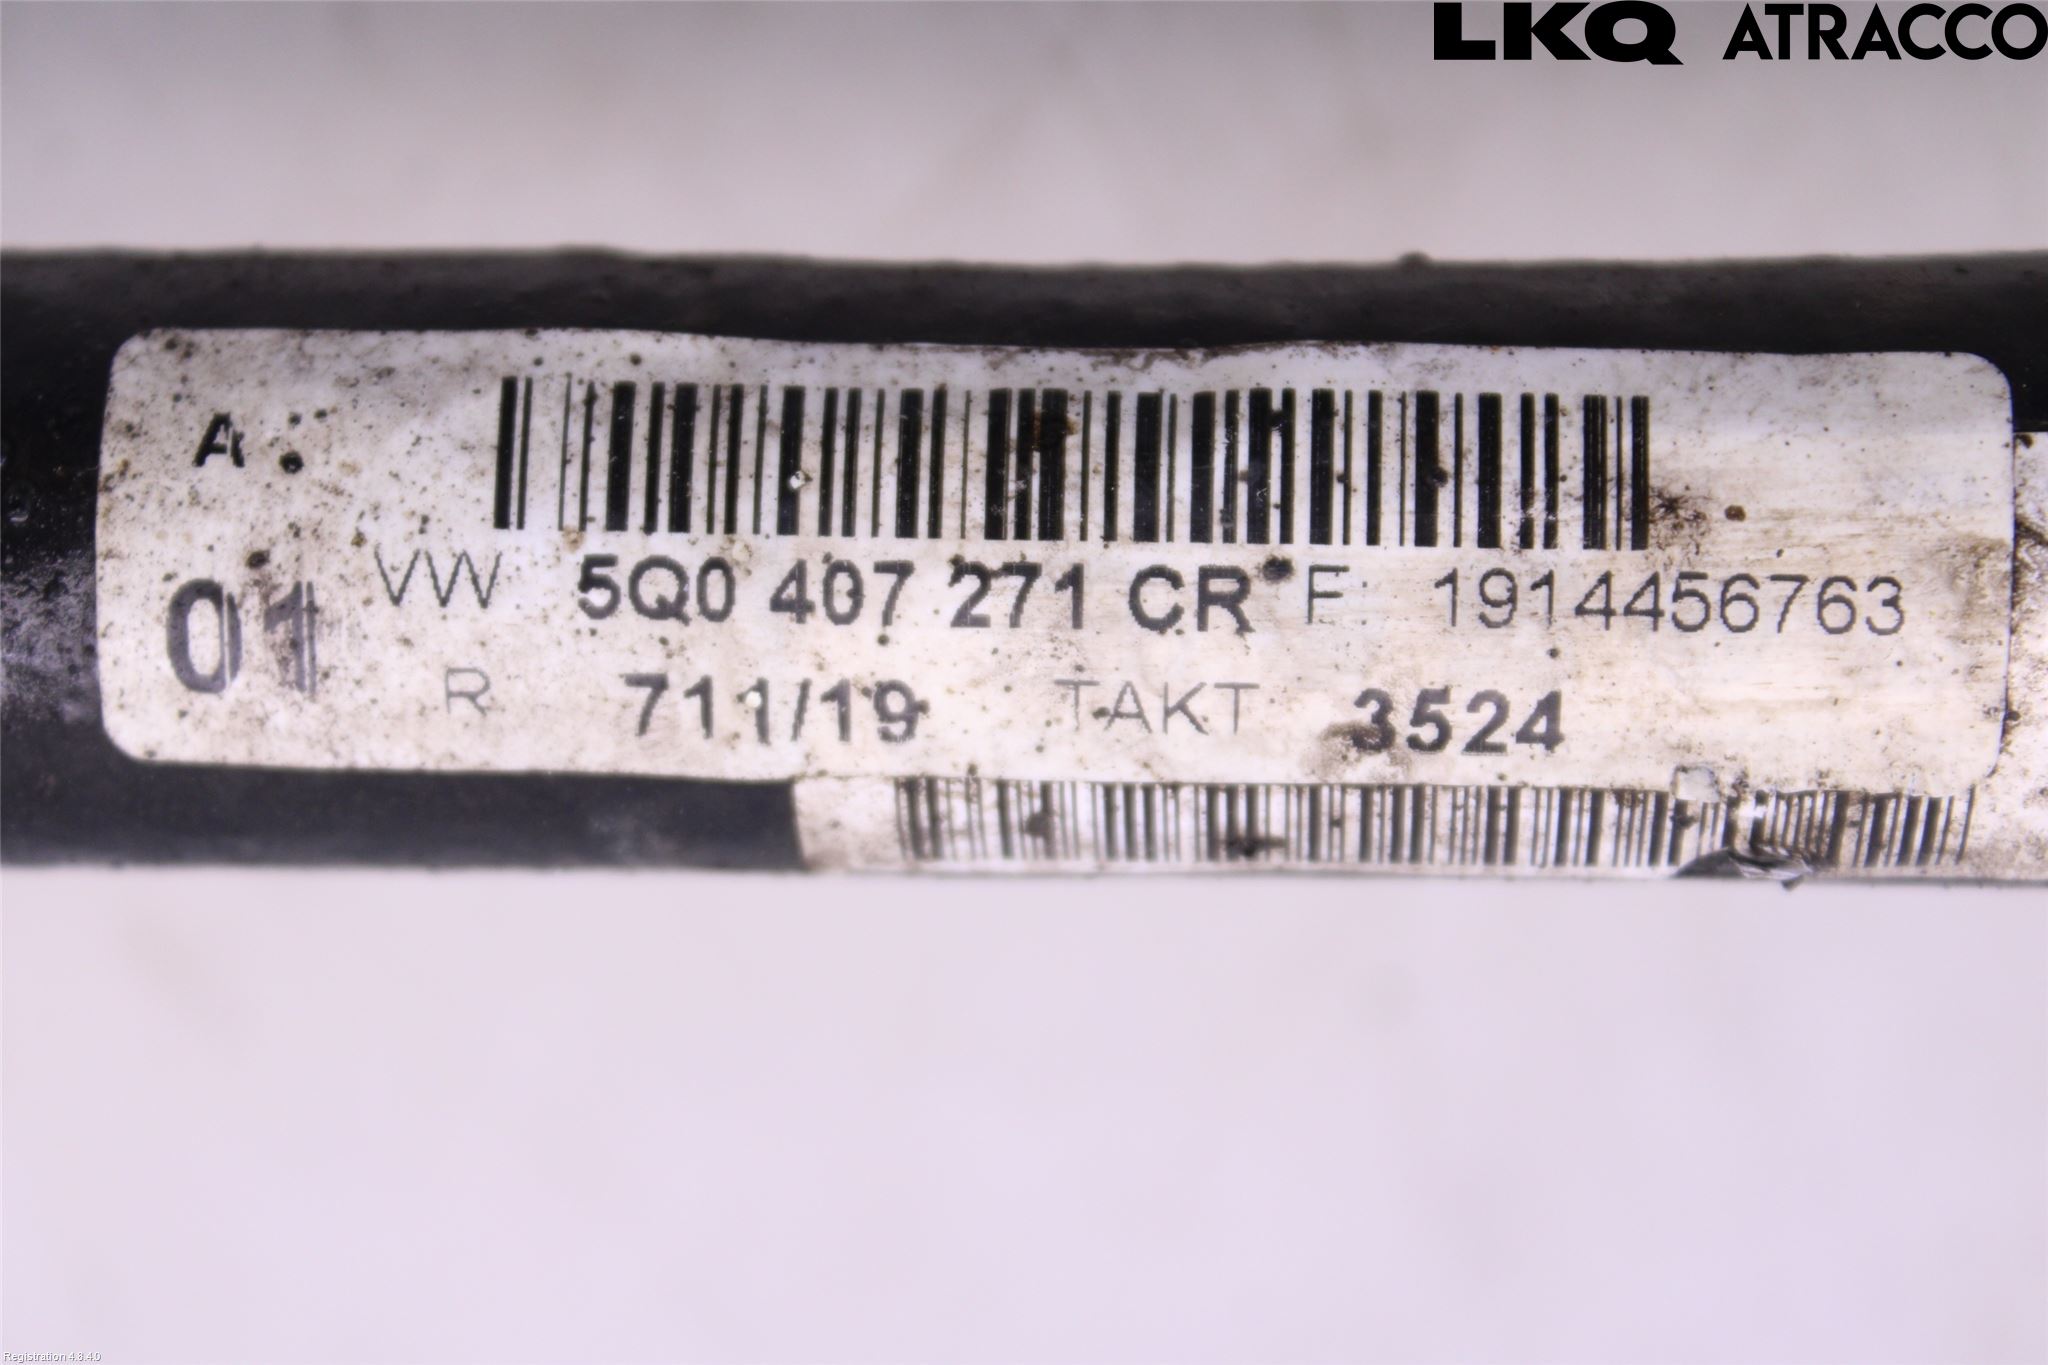 LKQ ATRACCO
A
01 VW 5Q0 407 271 CR F: 1914456763
R 711/19 TAKT 3524
Registration 4.8.4.0